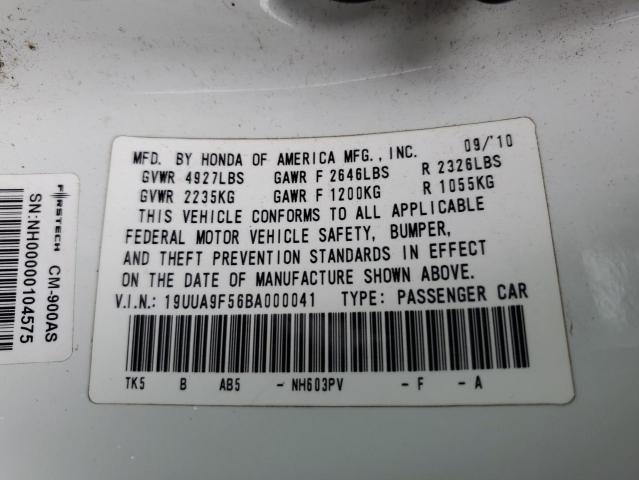 MFD. BY HONDA OF AMERICA MFG., INC. 09/'10
GVWR 4927LBS GAWR F 2646LBS R 2326LBS
GVWR 2235KG GAWR F 1200KG R 1055KG
THIS VEHICLE CONFORMS TO ALL APPLICABLE
FEDERAL MOTOR VEHICLE SAFETY, BUMPER,
AND THEFT PREVENTION STANDARDS IN EFFECT
ON THE DATE OF MANUFACTURE SHOWN ABOVE.
V.I.N.: 19UUA9F56BA000041 TYPE: PASSENGER CAR
TK5 B AB5 - NH603PV - F - A
FIRSTECH CM-900AS
SN:NH00000104575